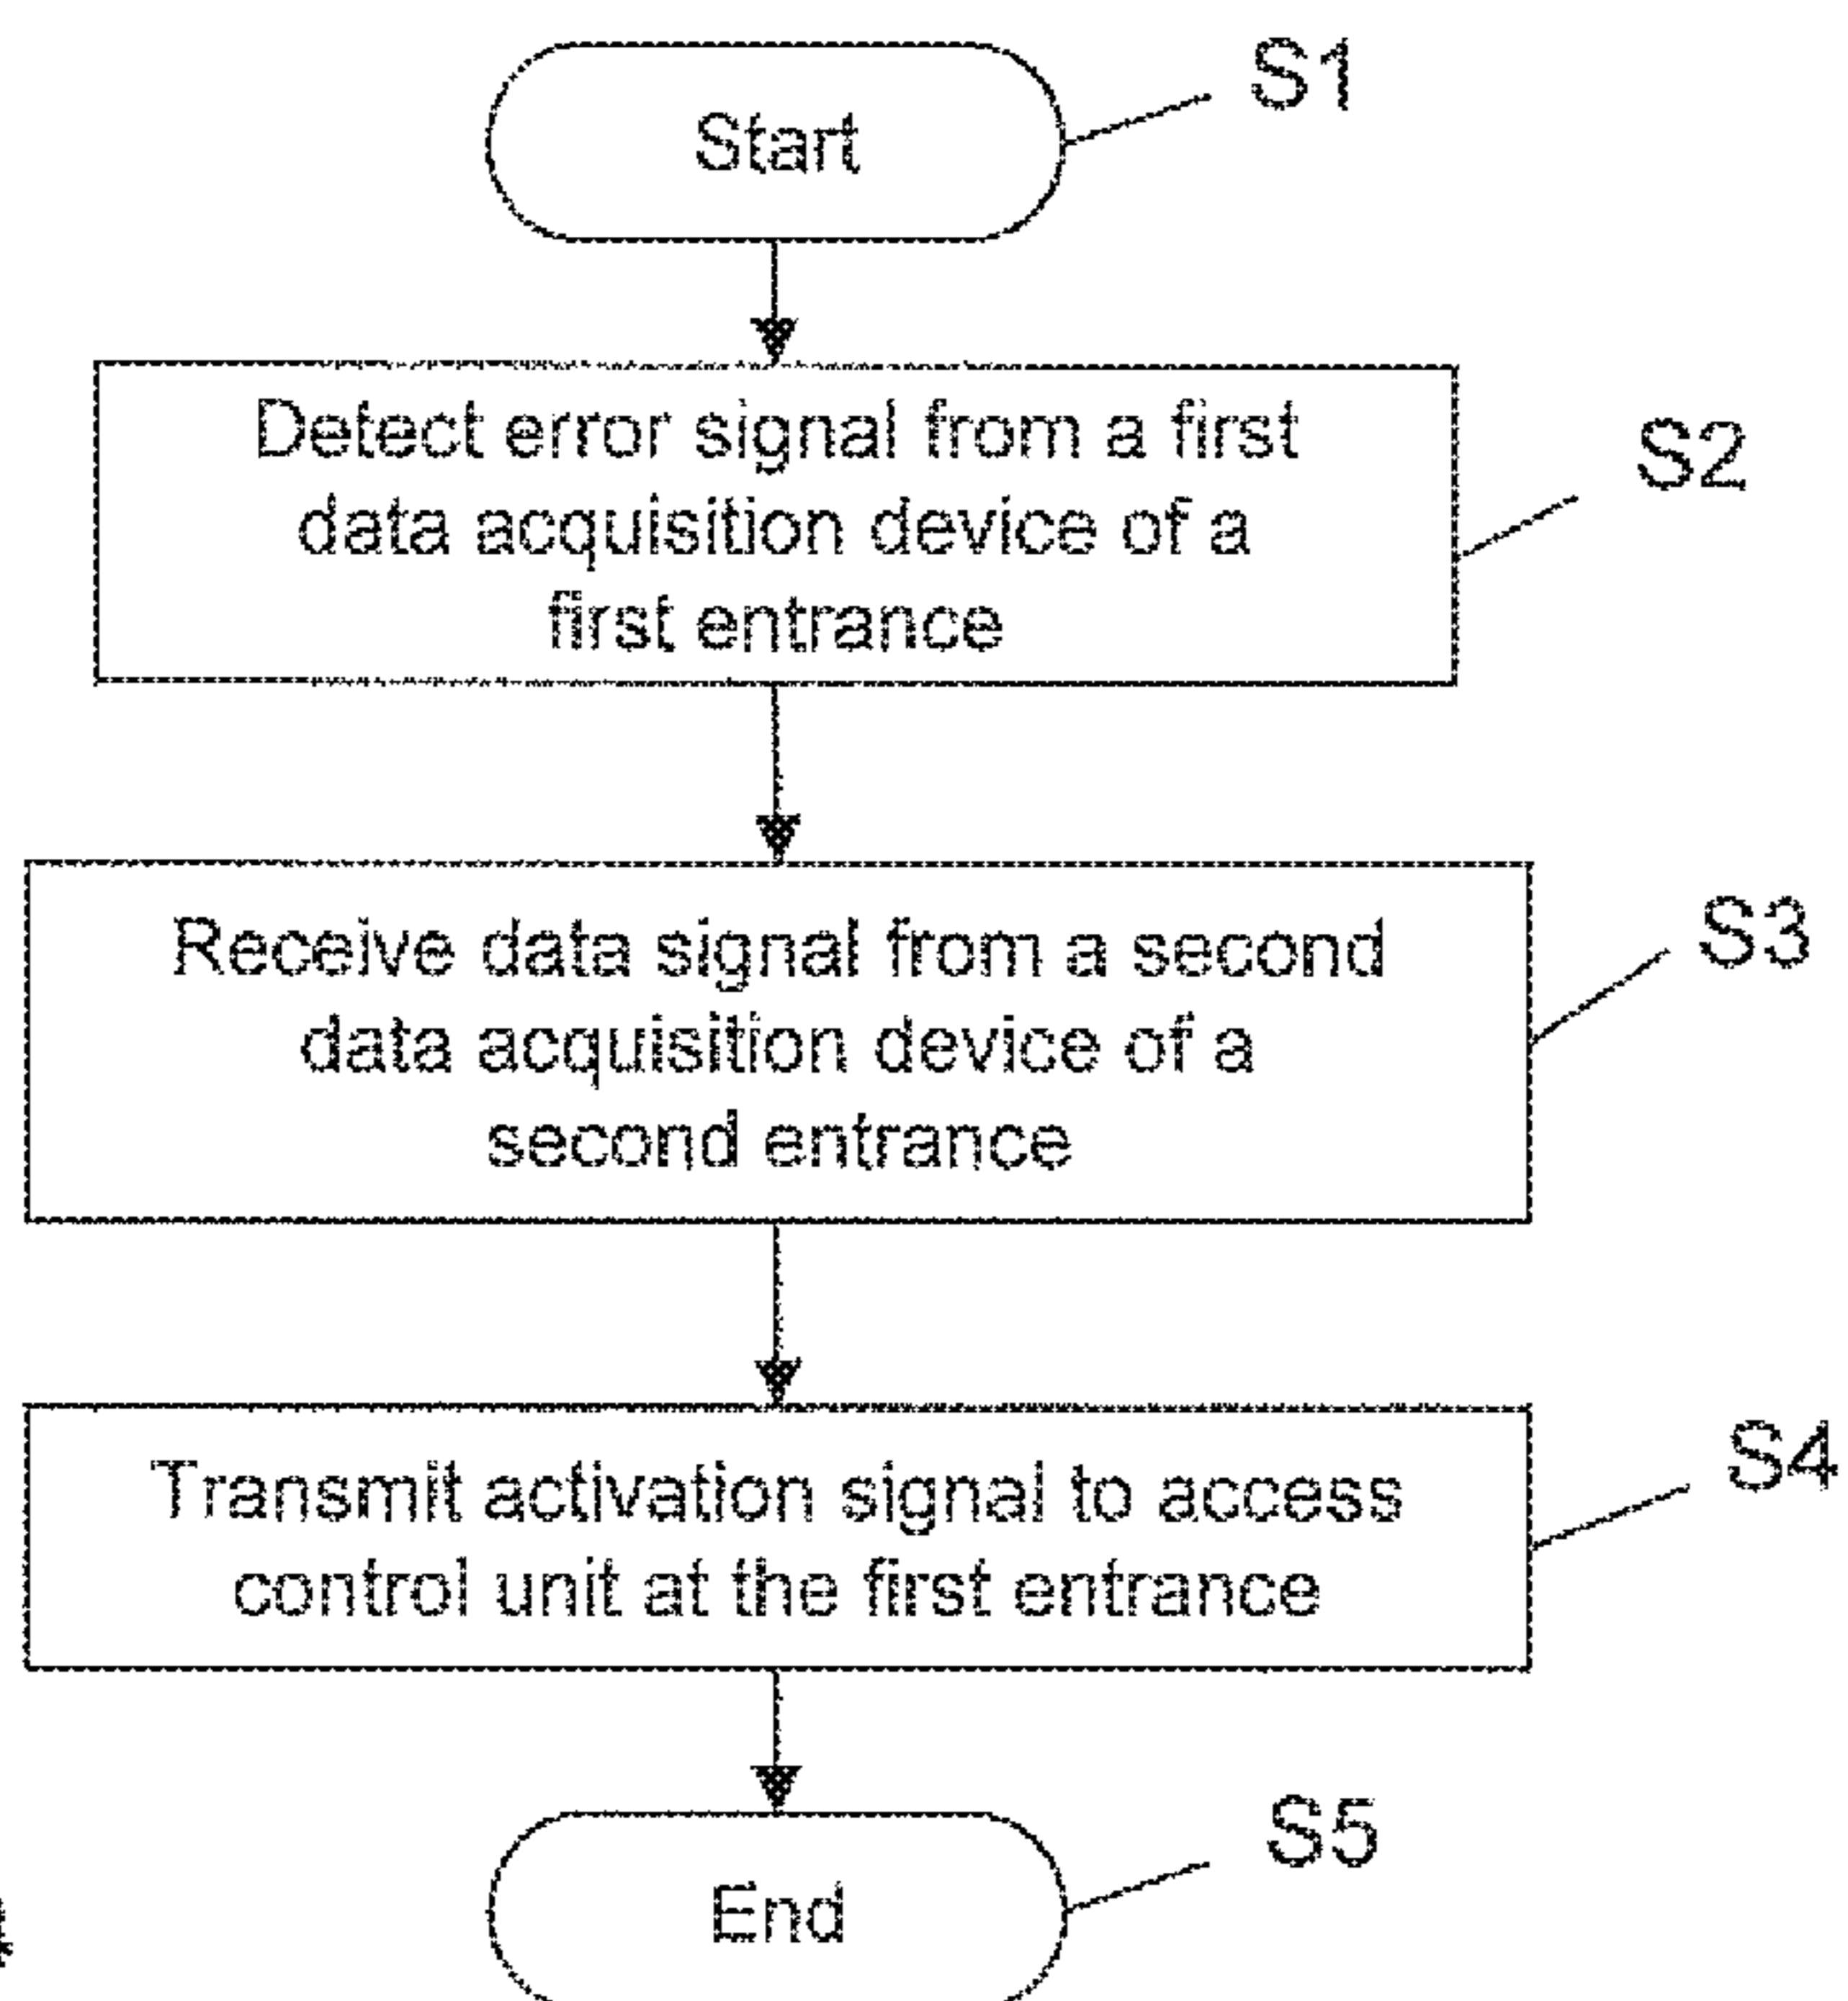 Start
S1
Detect error signal from a first
data acquisition device of a
first entrance
S2
Receive data signal from a second
data acquisition device of a
second entrance
S3
Transmit activation signal to access
control unit at the first entrance
S4
End
S5